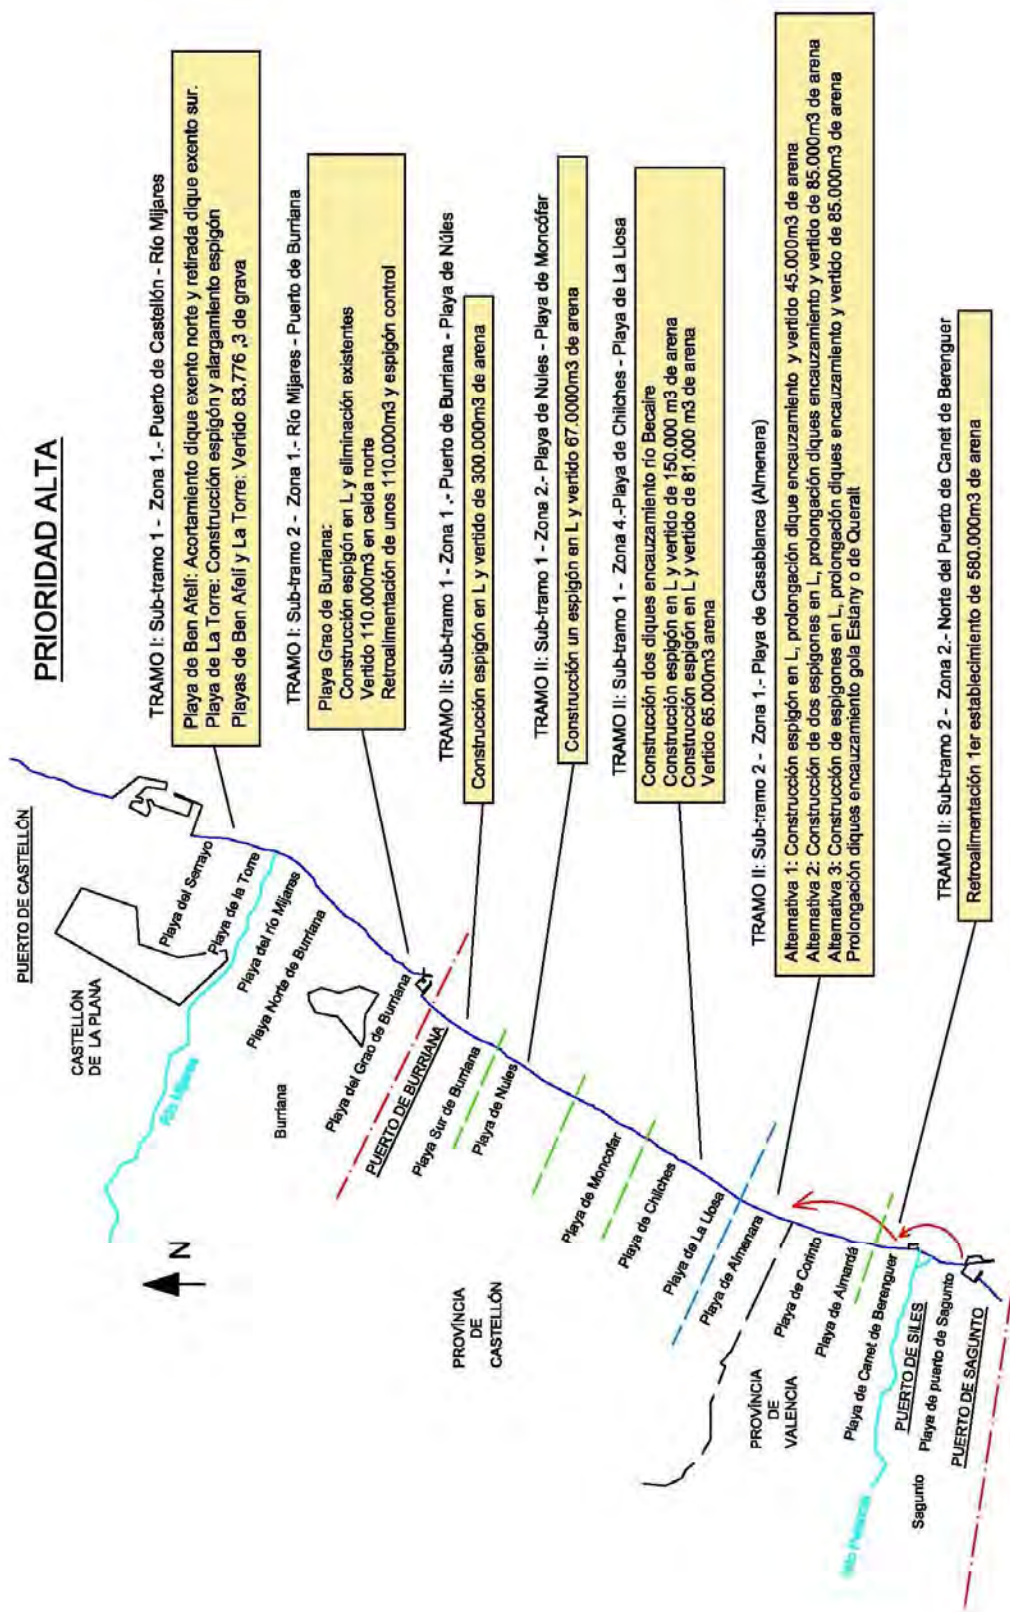 PRIORIDAD ALTA
TRAMO I: Sub-tramo 1 - Zona 1.- Puerto de Castellón - Río Mijares
Playa de Ben Afelí: Acortamiento dique exento norte y retirada dique exento sur.
Playa de La Torre: Construcción espigón y alargamiento espigón
Playas de Ben Afelí y La Torre: Vertido 83.776 ,3 de grava
TRAMO I: Sub-tramo 2 - Zona 1.- Río Mijares - Puerto de Burriana
Playa Grao de Burriana:
Construcción espigón en L y eliminación existentes
Vertido 110.000m3 en celda norte
Retroalimentación de unos 110.000m3 y espigón control
TRAMO II: Sub-tramo 1 - Zona 1 .- Puerto de Burriana - Playa de Núles
Construcción espigón en L y vertido de 300.000m3 de arena
TRAMO II: Sub-tramo 1 - Zona 2.- Playa de Nules - Playa de Moncófar
Construcción un espigón en L y vertido 67.0000m3 de arena
TRAMO II: Sub-tramo 1 - Zona 4.-Playa de Chilches - Playa de La Llosa
Construcción dos diques encauzamiento río Becaire
Construcción espigón en L y vertido de 150.000 m3 de arena
Construcción espigón en L y vertido de 81.000 m3 de arena
Vertido 65.000m3 arena
TRAMO II: Sub-tramo 2 - Zona 1.- Playa de Casablanca (Almenara)
Alternativa 1: Construcción espigón en L, prolongación dique encauzamiento y vertido 45.000m3 de arena
Alternativa 2: Construcción de dos espigones en L, prolongación diques encauzamiento y vertido de 85.000m3 de arena
Alternativa 3: Construcción de espigones en L, prolongación diques encauzamiento y vertido de 85.000m3 de arena
Prolongación diques encauzamiento gola Estany o de Queralt
TRAMO II: Sub-tramo 2 - Zona 2.- Norte del Puerto de Canet de Berenguer
Retroalimentación 1er establecimiento de 580.000m3 de arena
PUERTO DE CASTELLÓN
CASTELLÓN
DE LA PLANA
Playa del Serrayo
Playa de la Torre
Río Mijares
Playa del río Mijares
Playa Norte de Burriana
Burriana
Playa del Grao de Burriana
PUERTO DE BURRIANA
Playa Sur de Burriana
Playa de Nules
Playa de Moncofar
Playa de Chilches
Playa de La Llosa
Playa de Almenara
N
PROVÍNCIA
DE
CASTELLÓN
Playa de Corinto
Playa de Almardá
PROVÍNCIA
DE
VALENCIA
Playa de Canet de Berenguer
PUERTO DE SILES
Playa de puerto de Sagunto
PUERTO DE SAGUNTO
Sagunto
Río Palancia